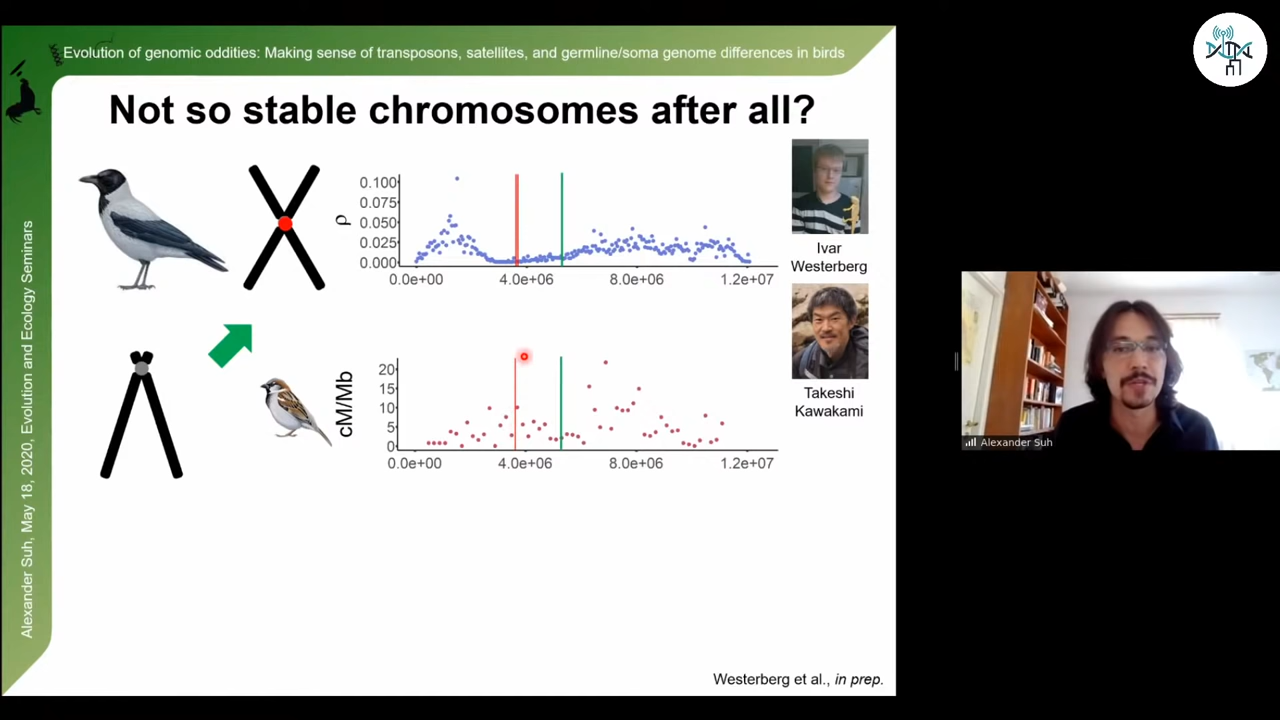 Evolution of genomic oddities: Making sense of transposons, satellites, and germline/soma genome differences in birds
Not so stable chromosomes after all?
Alexander Suh, May 18, 2020, Evolution and Ecology Seminars
ρ
0.100
0.075
0.050
0.025
0.000
0.0e+00
4.0e+06
8.0e+06
1.2e+07
Ivar
Westerberg
cM/Mb
20
15
10
5
0
0.0e+00
4.0e+06
8.0e+06
1.2e+07
Takeshi
Kawakami
Alexander Suh
Westerberg et al., in prep.